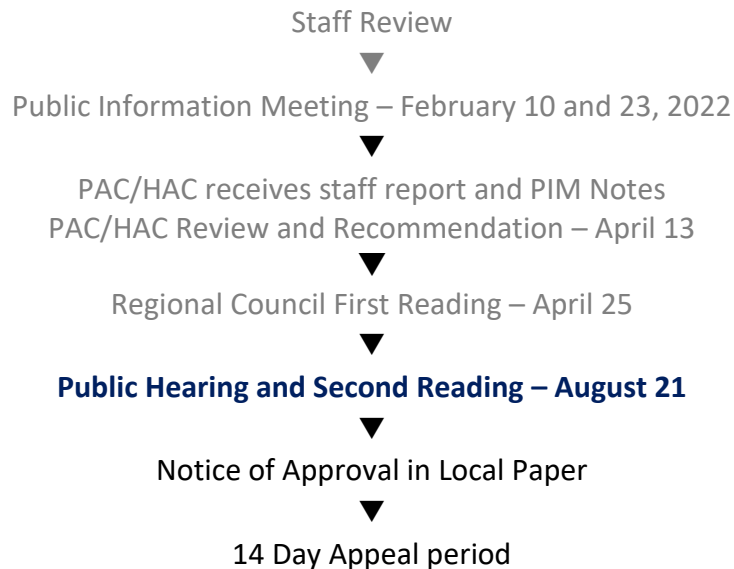 Staff Review
Public Information Meeting – February 10 and 23, 2022
PAC/HAC receives staff report and PIM Notes
PAC/HAC Review and Recommendation – April 13
Regional Council First Reading – April 25
Public Hearing and Second Reading – August 21
Notice of Approval in Local Paper
14 Day Appeal period